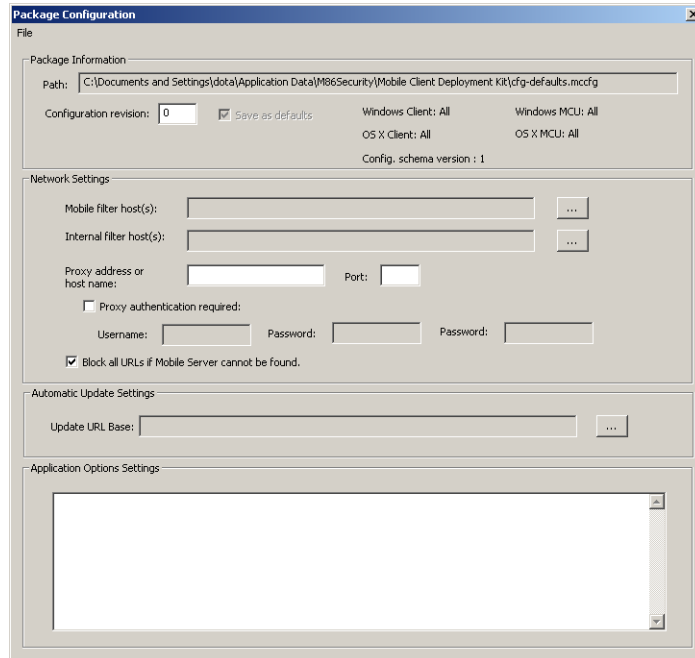 Package Configuration
File
Package Information
Path: C:\Documents and Settings\dota\Application Data\M86Security\Mobile Client Deployment Kit\cfg-defaults.mccfg
Configuration revision: 0 Save as defaults Windows Client: All Windows MCU: All
OS X Client: All OS X MCU: All
Config. schema version : 1
Network Settings
Mobile filter host(s): ...
Internal filter host(s): ...
Proxy address or
host name: Port:
Proxy authentication required:
Username: Password: Password:
Block all URLs if Mobile Server cannot be found.
Automatic Update Settings
Update URL Base: ...
Application Options Settings